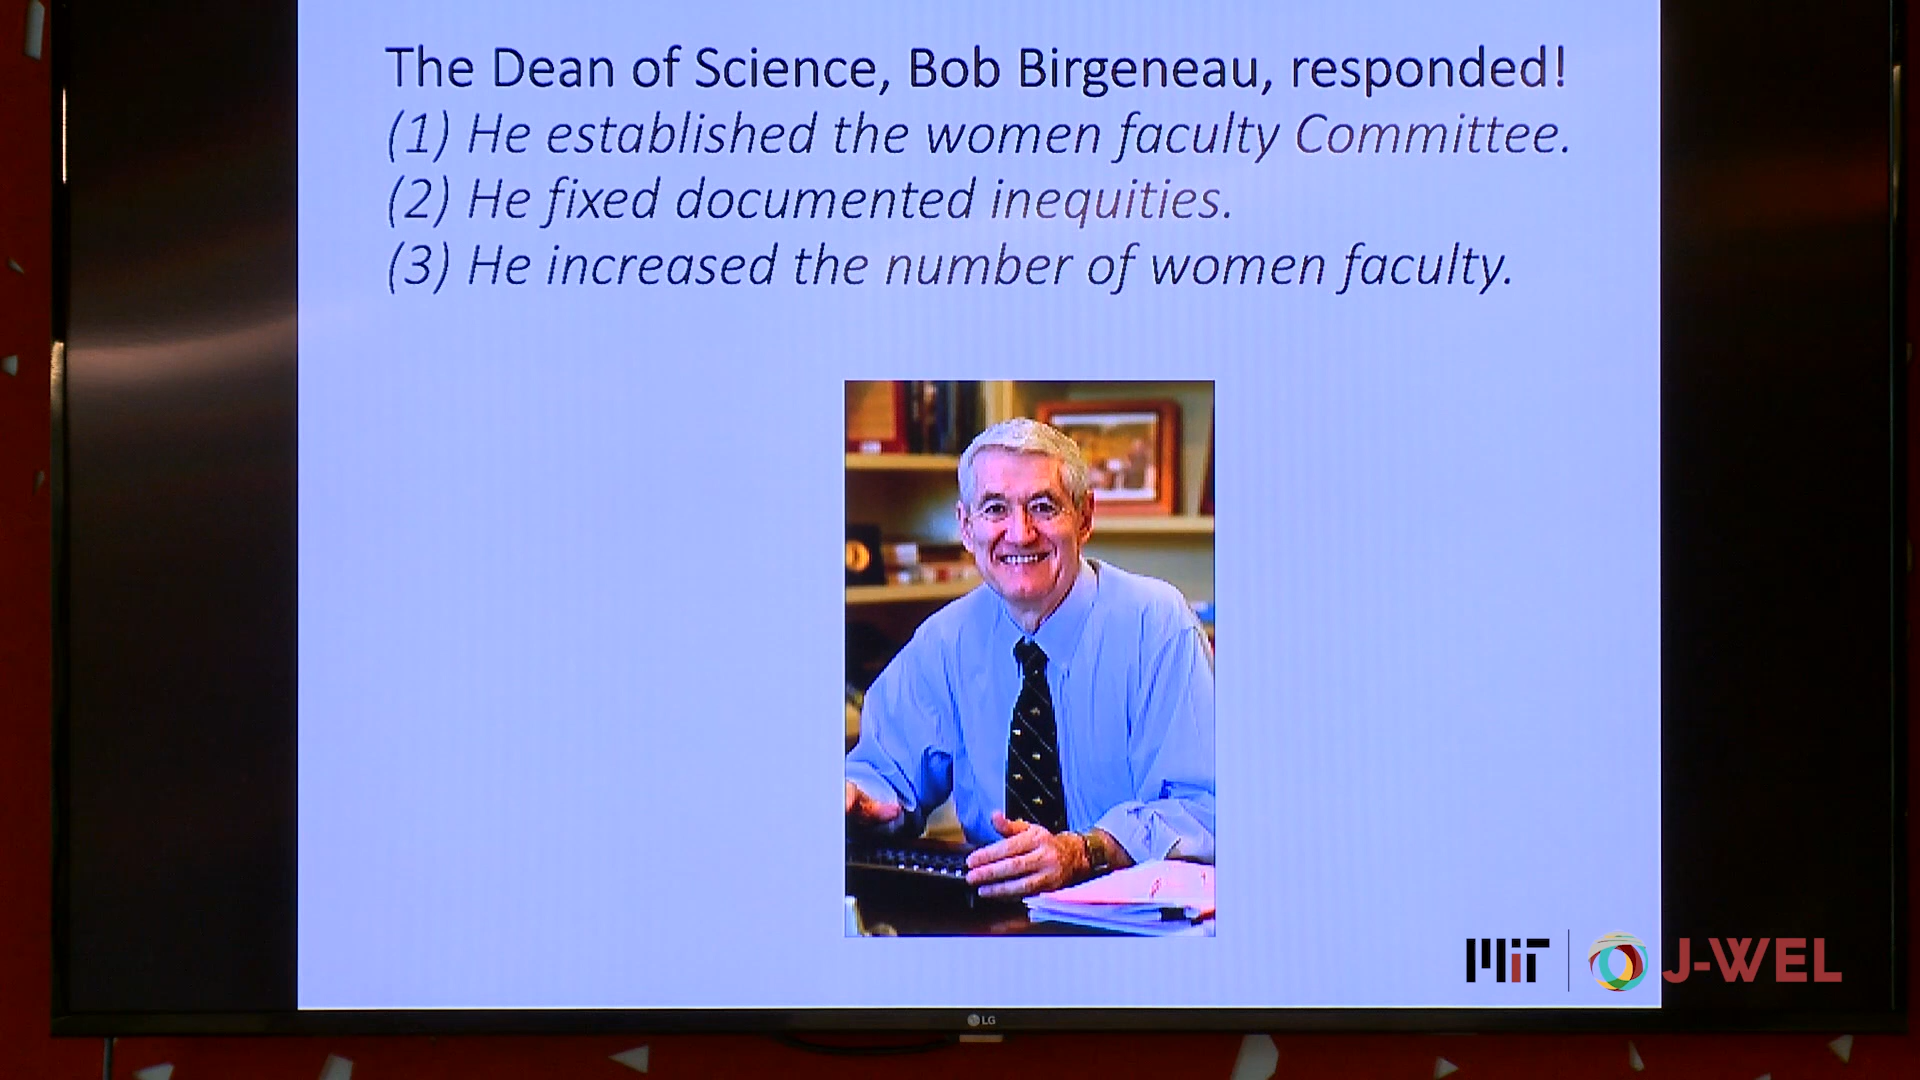 The Dean of Science, Bob Birgeneau, responded!
(1) He established the women faculty Committee.
(2) He fixed documented inequities.
(3) He increased the number of women faculty.
MiT J-WEL
LG